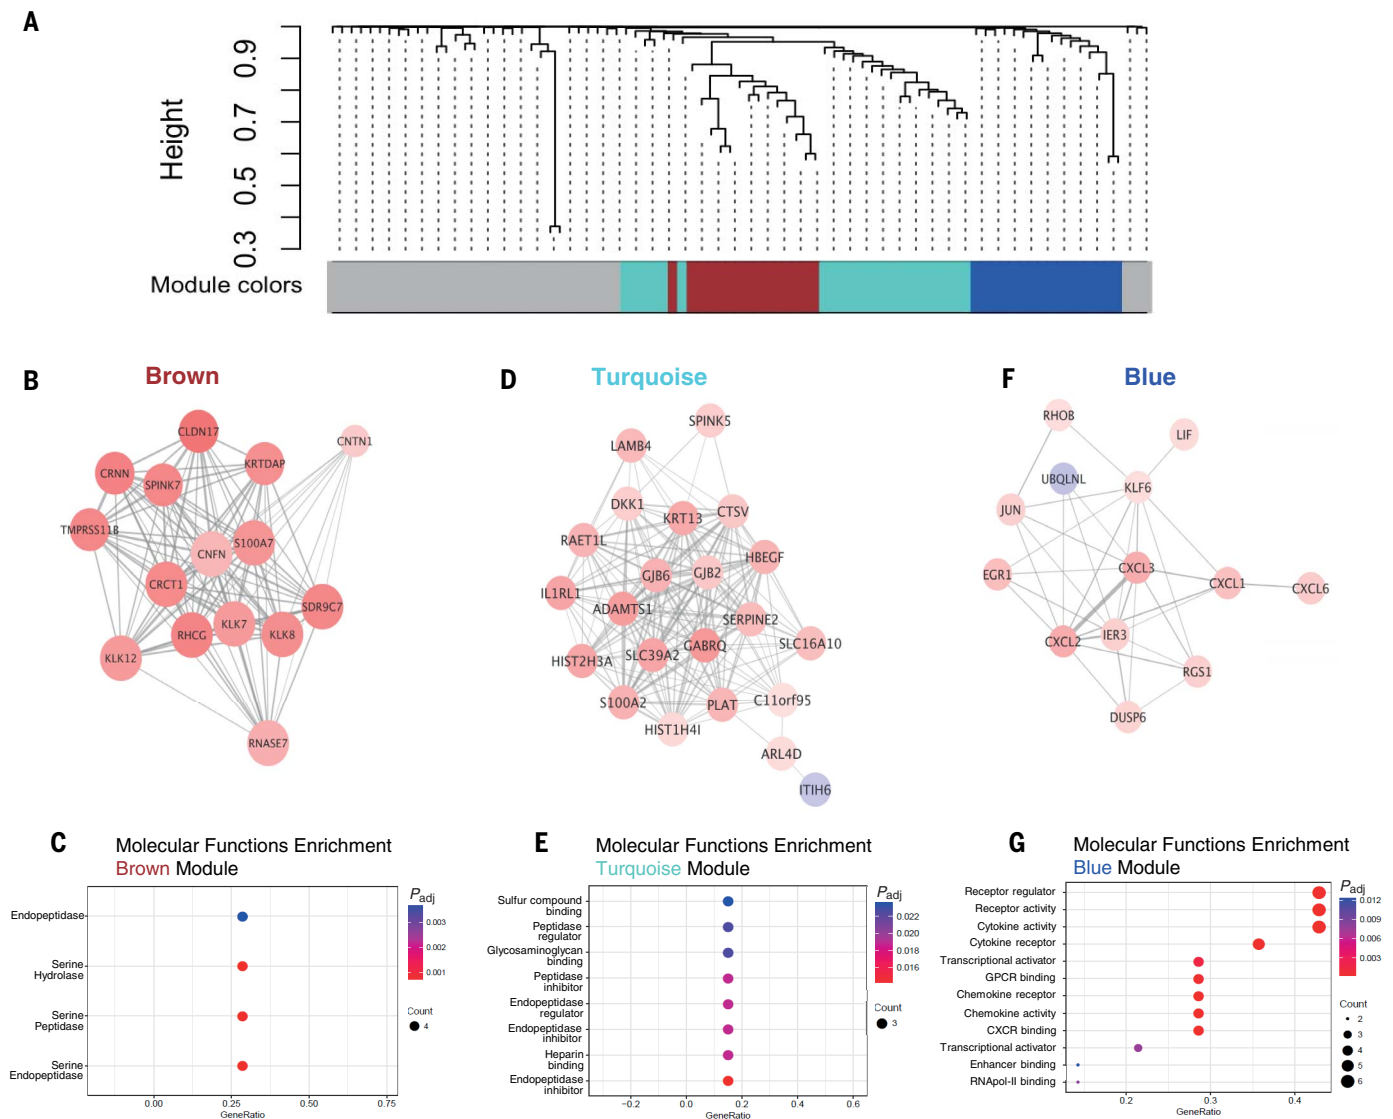 A
Height
0.9
0.7
0.5
0.3
Module colors
B
Brown
CLDN17
CNTN1
CRNN
KRTDAP
SPINK7
TMPRSS11B
S100A7
CNFN
CRCT1
SDR9C7
KLK7
RHCG
KLK8
KLK12
RNASE7
D
Turquoise
SPINK5
LAMB4
DKK1
KRT13
CTSV
RAET1L
HBEGF
GJB6
GJB2
IL1RL1
ADAMTS1
SERPINE2
GABRQ
SLC16A10
HIST2H3A
SLC39A2
S100A2
PLAT
C11orf95
HIST1H4I
ARL4D
ITIH6
F
Blue
RHOB
LIF
UBQLNL
KLF6
JUN
CXCL3
EGR1
CXCL1
CXCL6
IER3
CXCL2
RGS1
DUSP6
C
Molecular Functions Enrichment
Brown Module
Endopeptidase
Serine
Hydrolase
Serine
Peptidase
Serine
Endopeptidase
0.00
0.25
0.50
0.75
GeneRatio
Padj
0.003
0.002
0.001
Count
4
E
Molecular Functions Enrichment
Turquoise Module
Sulfur compound
binding
Peptidase
regulator
Glycosaminoglycan
binding
Peptidase
inhibitor
Endopeptidase
regulator
Endopeptidase
inhibitor
Heparin
binding
Endopeptidase
inhibitor
−0.2
0.0
0.2
0.4
0.6
GeneRatio
Padj
0.022
0.020
0.018
0.016
Count
3
G
Molecular Functions Enrichment
Blue Module
Receptor regulator
Receptor activity
Cytokine activity
Cytokine receptor
Transcriptional activator
GPCR binding
Chemokine receptor
Chemokine activity
CXCR binding
Transcriptional activator
Enhancer binding
RNApol-II binding
0.2
0.3
0.4
GeneRatio
Padj
0.012
0.009
0.006
0.003
Count
2
3
4
5
6